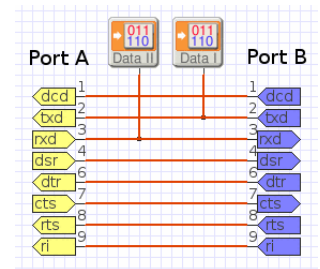 011 011
110 110
Data II Data I
Port A Port B
dcd 1 1 dcd
txd 2 2 txd
rxd 3 3 rxd
dsr 4 4 dsr
dtr 6 6 dtr
cts 7 7 cts
rts 8 8 rts
ri 9 9 ri